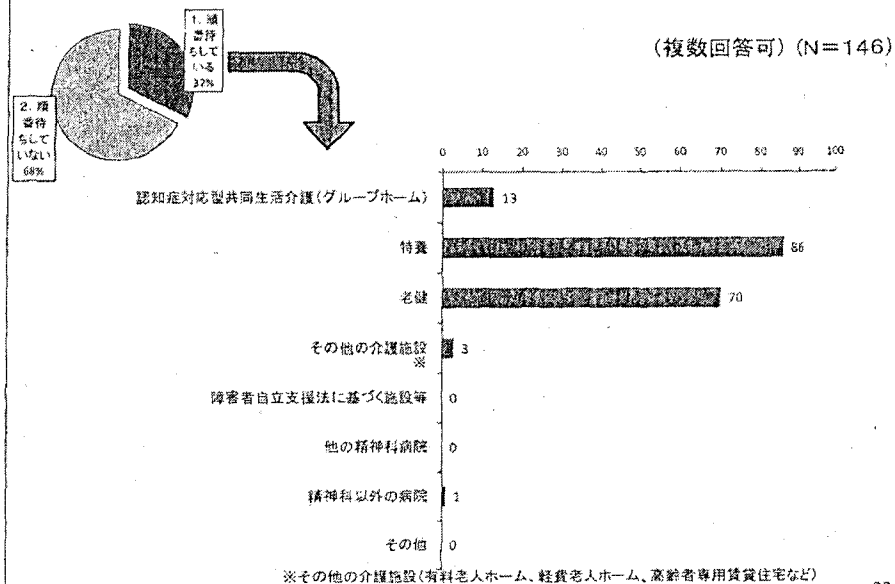 1. 順
番待
ちして
いる
32%
(複数回答可) (N=146)
2. 順
番待
ちして
いない
68%
0 10 20 30 40 50 60 70 80 90 100
認知症対応型共同生活介護(グループホーム) 13
特養 86
老健 70
その他の介護施設 3
※
障害者自立支援法に基づく施設等 0
他の精神科病院 0
精神科以外の病院 1
その他 0
※その他の介護施設(有料老人ホーム、軽費老人ホーム、高齢者専用賃貸住宅など)